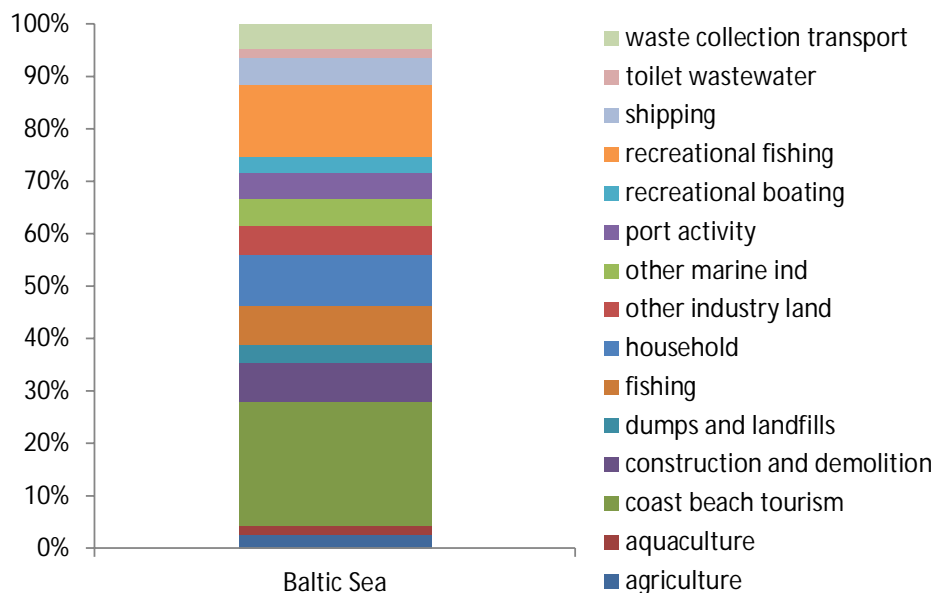 100%
90%
80%
70%
60%
50%
40%
30%
20%
10%
0%
Baltic Sea
waste collection transport
toilet wastewater
shipping
recreational fishing
recreational boating
port activity
other marine ind
other industry land
household
fishing
dumps and landfills
construction and demolition
coast beach tourism
aquaculture
agriculture